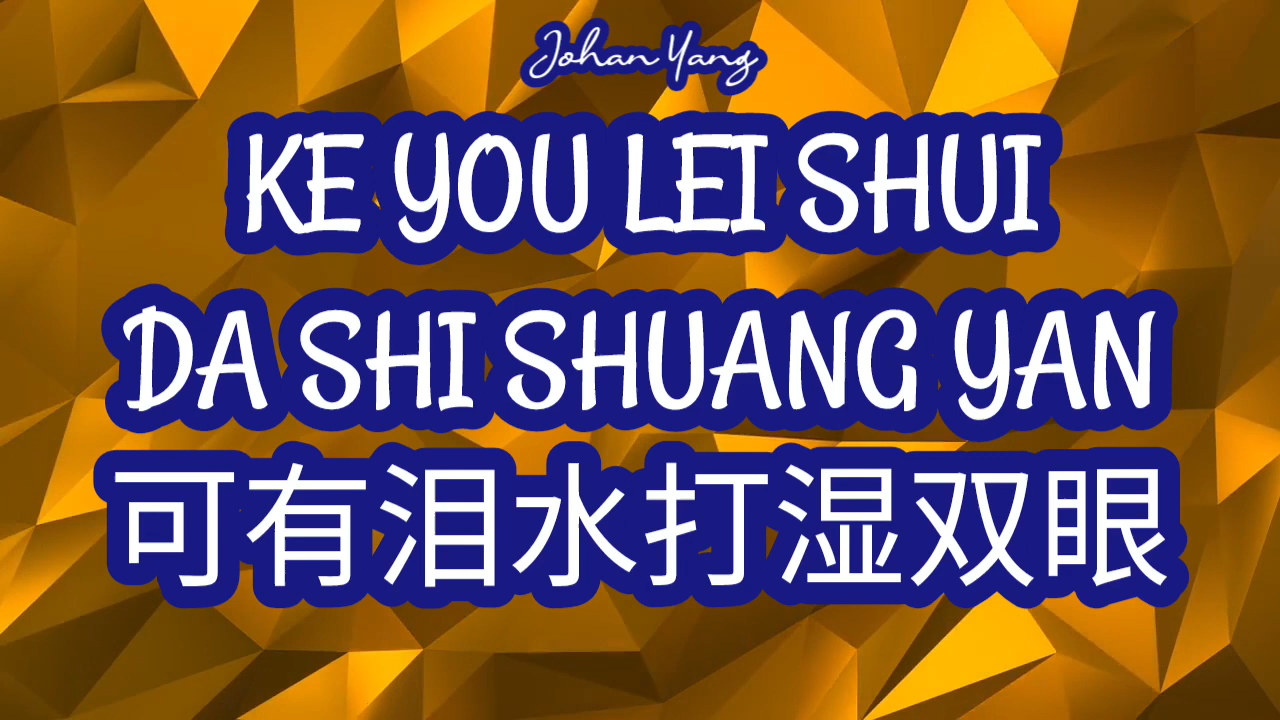 Johan Yang
KE YOU LEI SHUI
DA SHI SHUANG YAN
可有泪水打湿双眼